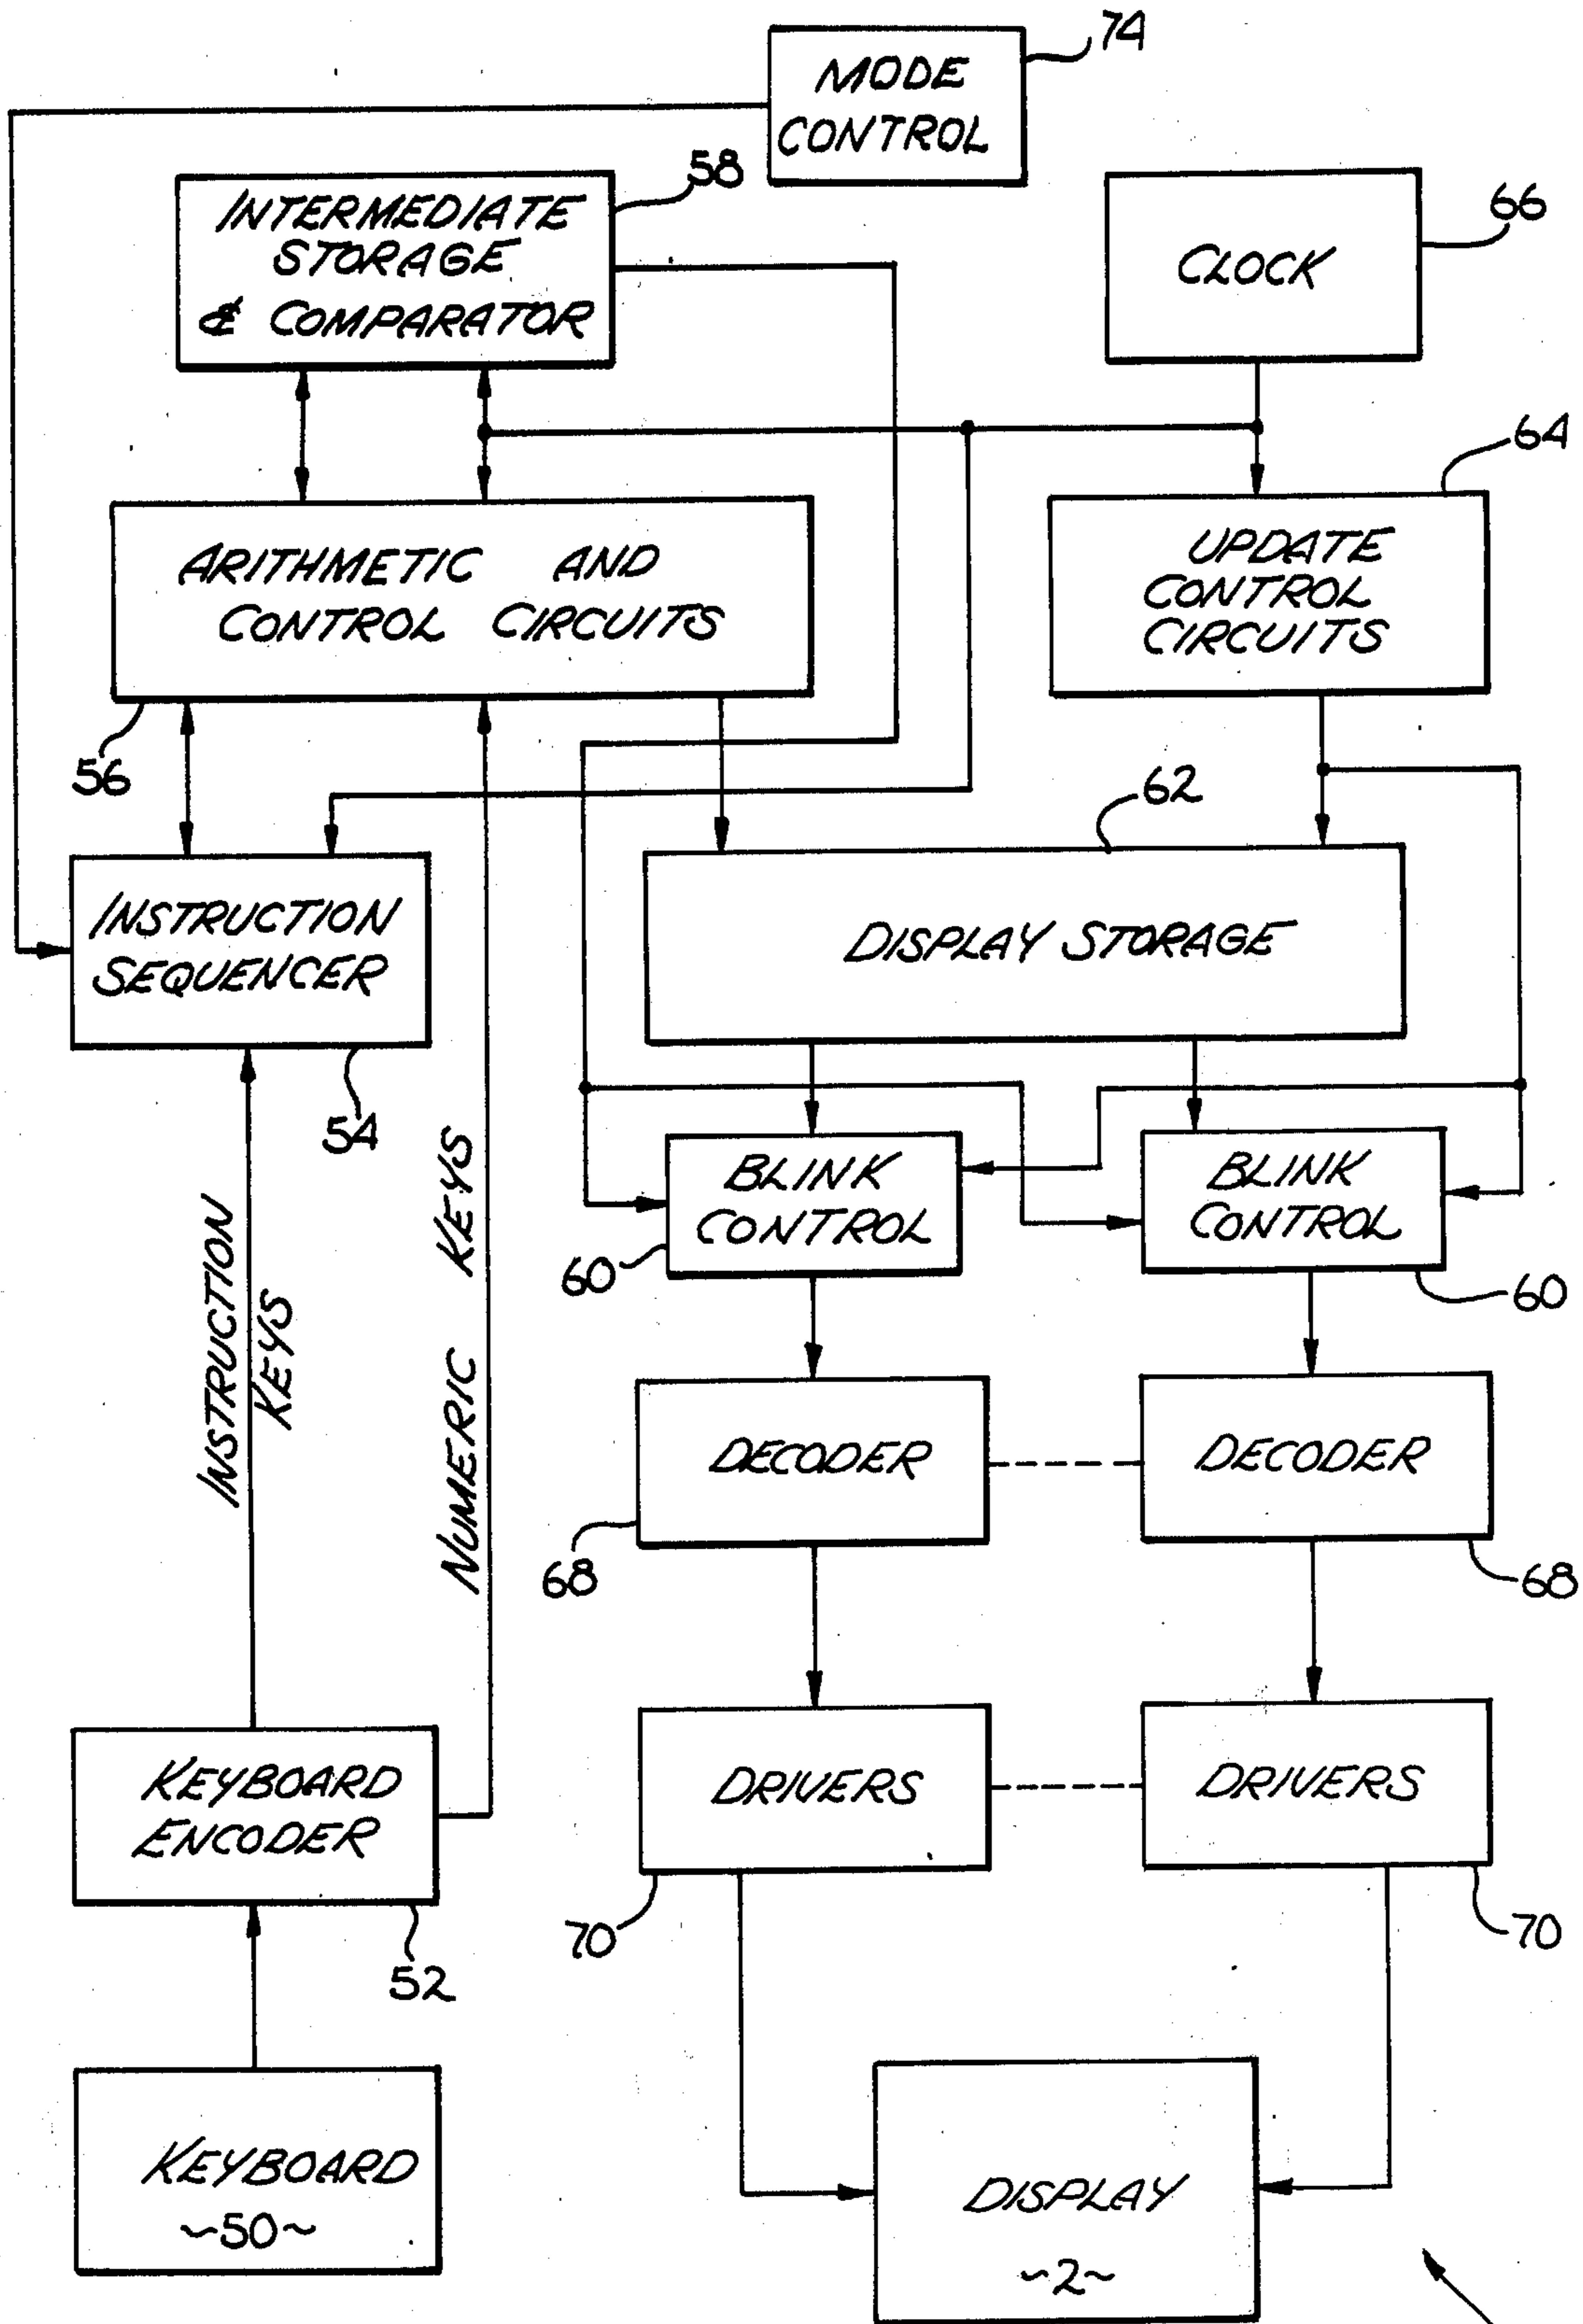 74
MODE
CONTROL
58
INTERMEDIATE
STORAGE
& COMPARATOR
66
CLOCK
64
ARITHMETIC AND
CONTROL CIRCUITS
UPDATE
CONTROL
CIRCUITS
56
62
INSTRUCTION
SEQUENCER
DISPLAY STORAGE
54
BLINK
CONTROL
BLINK
CONTROL
60
60
INSTRUCTION
KEYS
NUMERIC KEYS
DECODER
DECODER
68
68
KEYBOARD
ENCODER
DRIVERS
DRIVERS
70
70
52
KEYBOARD
~50~
DISPLAY
~2~